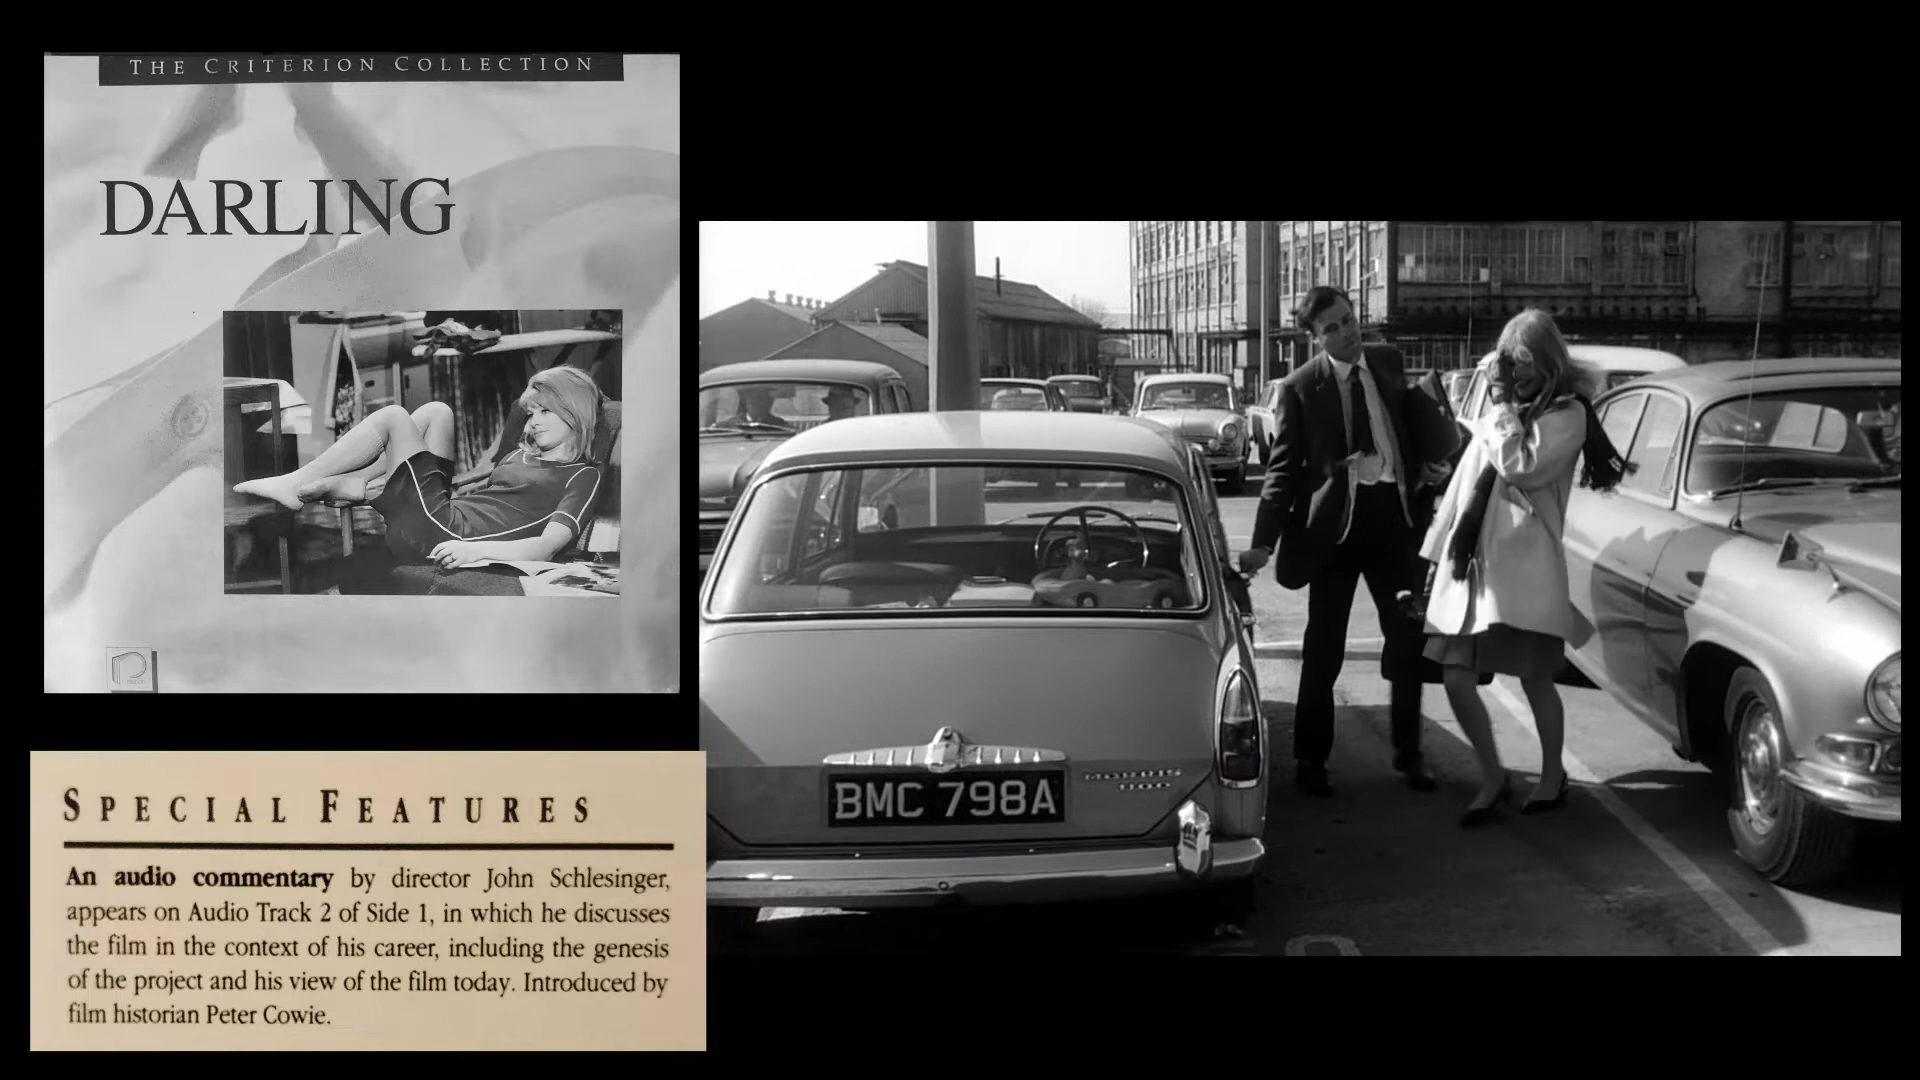 THE CRITERION COLLECTION
DARLING
SPECIAL FEATURES
An audio commentary by director John Schlesinger,
appears on Audio Track 2 of Side 1, in which he discusses
the film in the context of his career, including the genesis
of the project and his view of the film today. Introduced by
film historian Peter Cowie.
MORRIS
1100
BMC 798A